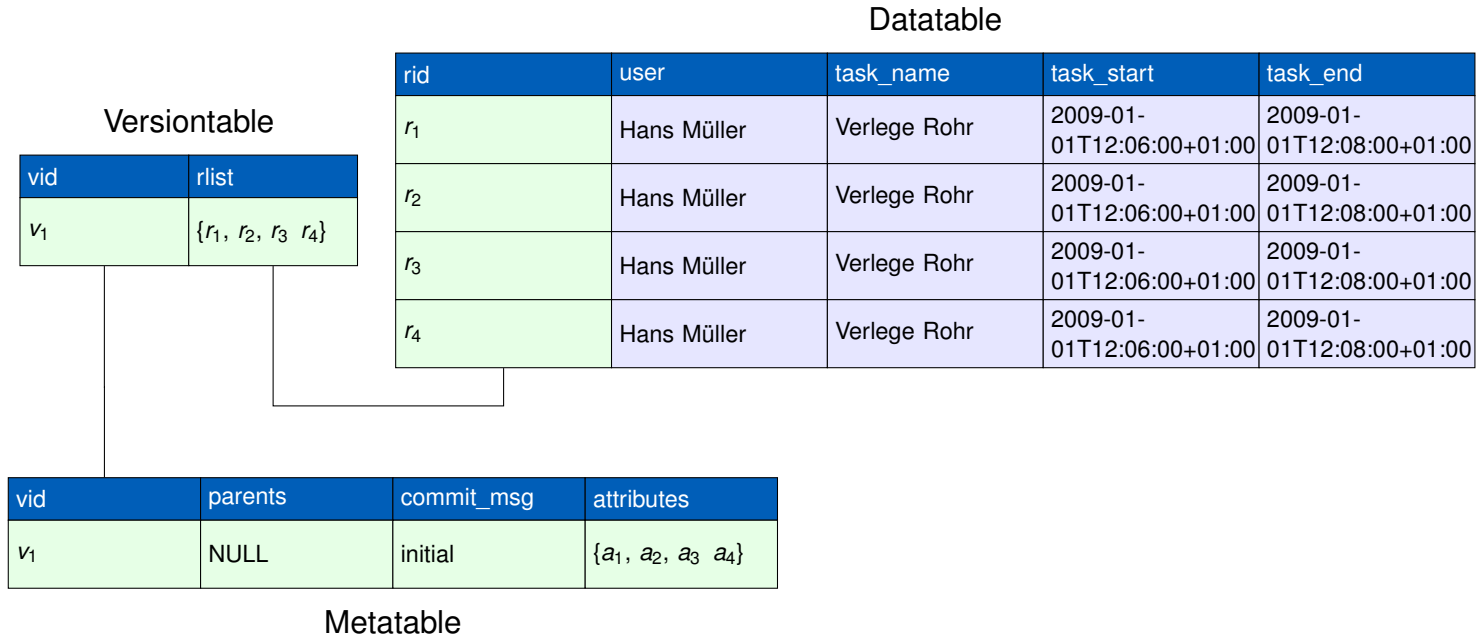 Datatable
rid user task_name task_start task_end
r1 Hans Müller Verlege Rohr 2009-01-
01T12:06:00+01:00 2009-01-
01T12:08:00+01:00
r2 Hans Müller Verlege Rohr 2009-01-
01T12:06:00+01:00 2009-01-
01T12:08:00+01:00
r3 Hans Müller Verlege Rohr 2009-01-
01T12:06:00+01:00 2009-01-
01T12:08:00+01:00
r4 Hans Müller Verlege Rohr 2009-01-
01T12:06:00+01:00 2009-01-
01T12:08:00+01:00
Versiontable
vid rlist
v1 {r1, r2, r3 r4}
vid parents commit_msg attributes
v1 NULL initial {a1, a2, a3 a4}
Metatable